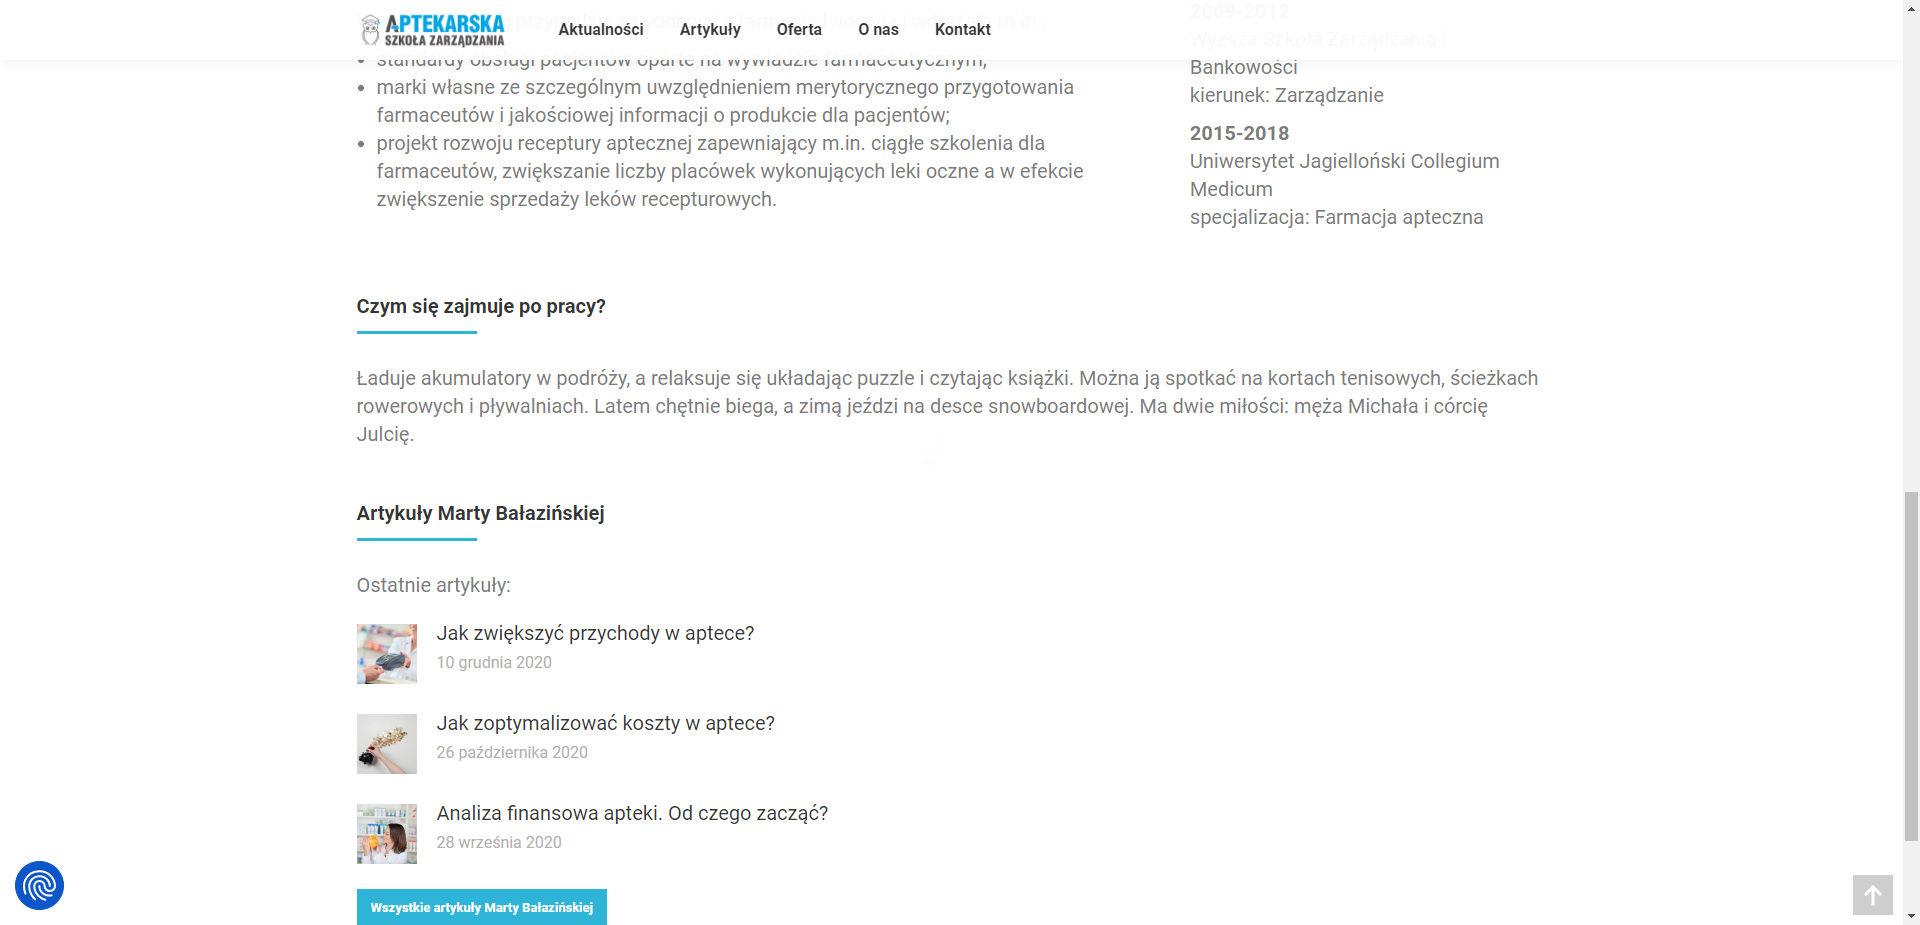 APTEKARSKA
SZKOŁA ZARZĄDZANIA
Aktualności
Artykuły
Oferta
O nas
Kontakt
standardy obsługi pacjentów oparte na wywiadzie farmaceutycznym;
marki własne ze szczególnym uwzględnieniem merytorycznego przygotowania
farmaceutów i jakościowej informacji o produkcie dla pacjentów;
projekt rozwoju receptury aptecznej zapewniający m.in. ciągłe szkolenia dla
farmaceutów, zwiększanie liczby placówek wykonujących leki oczne a w efekcie
zwiększenie sprzedaży leków recepturowych.
2009-2012
Wyższa Szkoła Zarządzania i
Bankowości
kierunek: Zarządzanie
2015-2018
Uniwersytet Jagielloński Collegium
Medicum
specjalizacja: Farmacja apteczna
Czym się zajmuje po pracy?
Ładuje akumulatory w podróży, a relaksuje się układając puzzle i czytając książki. Można ją spotkać na kortach tenisowych, ścieżkach
rowerowych i pływalniach. Latem chętnie biega, a zimą jeździ na desce snowboardowej. Ma dwie miłości: męża Michała i córcię
Julcię.
Artykuły Marty Bałazińskiej
Ostatnie artykuły:
Jak zwiększyć przychody w aptece?
10 grudnia 2020
Jak zoptymalizować koszty w aptece?
26 października 2020
Analiza finansowa apteki. Od czego zacząć?
28 września 2020
Wszystkie artykuły Marty Bałazińskiej